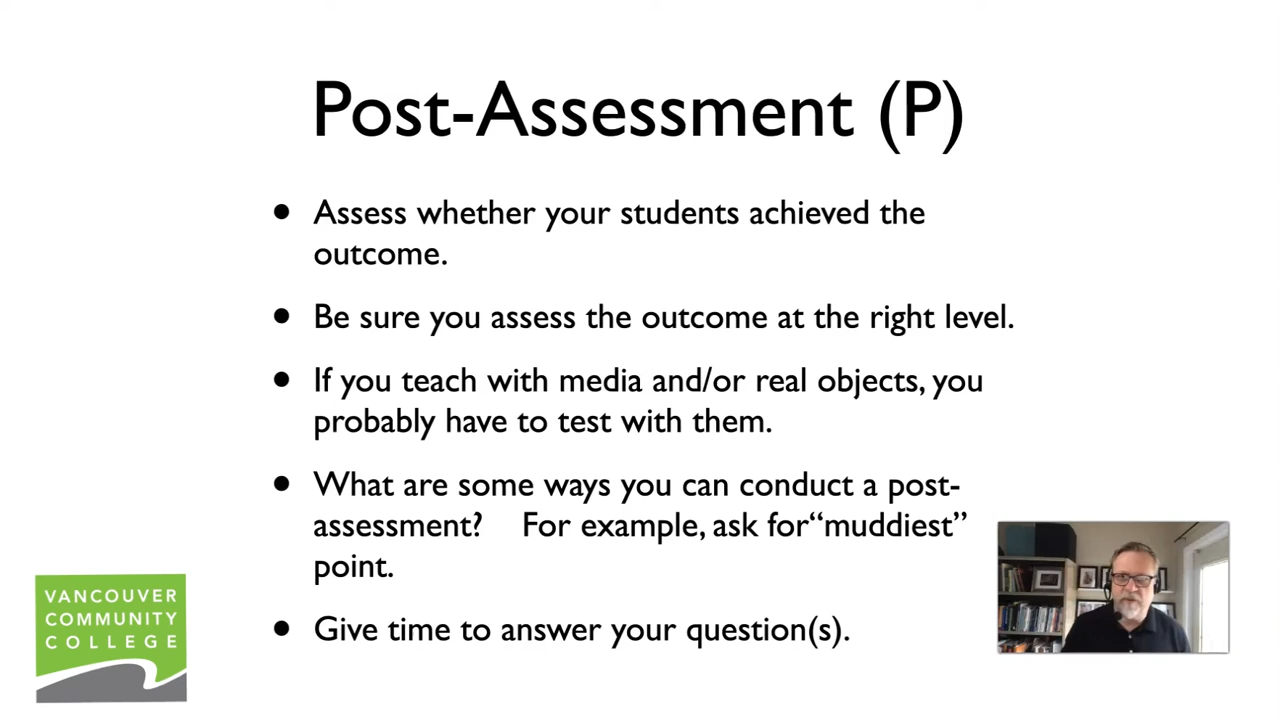 Post-Assessment (P)
• Assess whether your students achieved the
outcome.
• Be sure you assess the outcome at the right level.
• If you teach with media and/or real objects, you
probably have to test with them.
• What are some ways you can conduct a post-
assessment? For example, ask for“muddiest”
point.
• Give time to answer your question(s).
VANCOUVER
COMMUNITY
COLLEGE